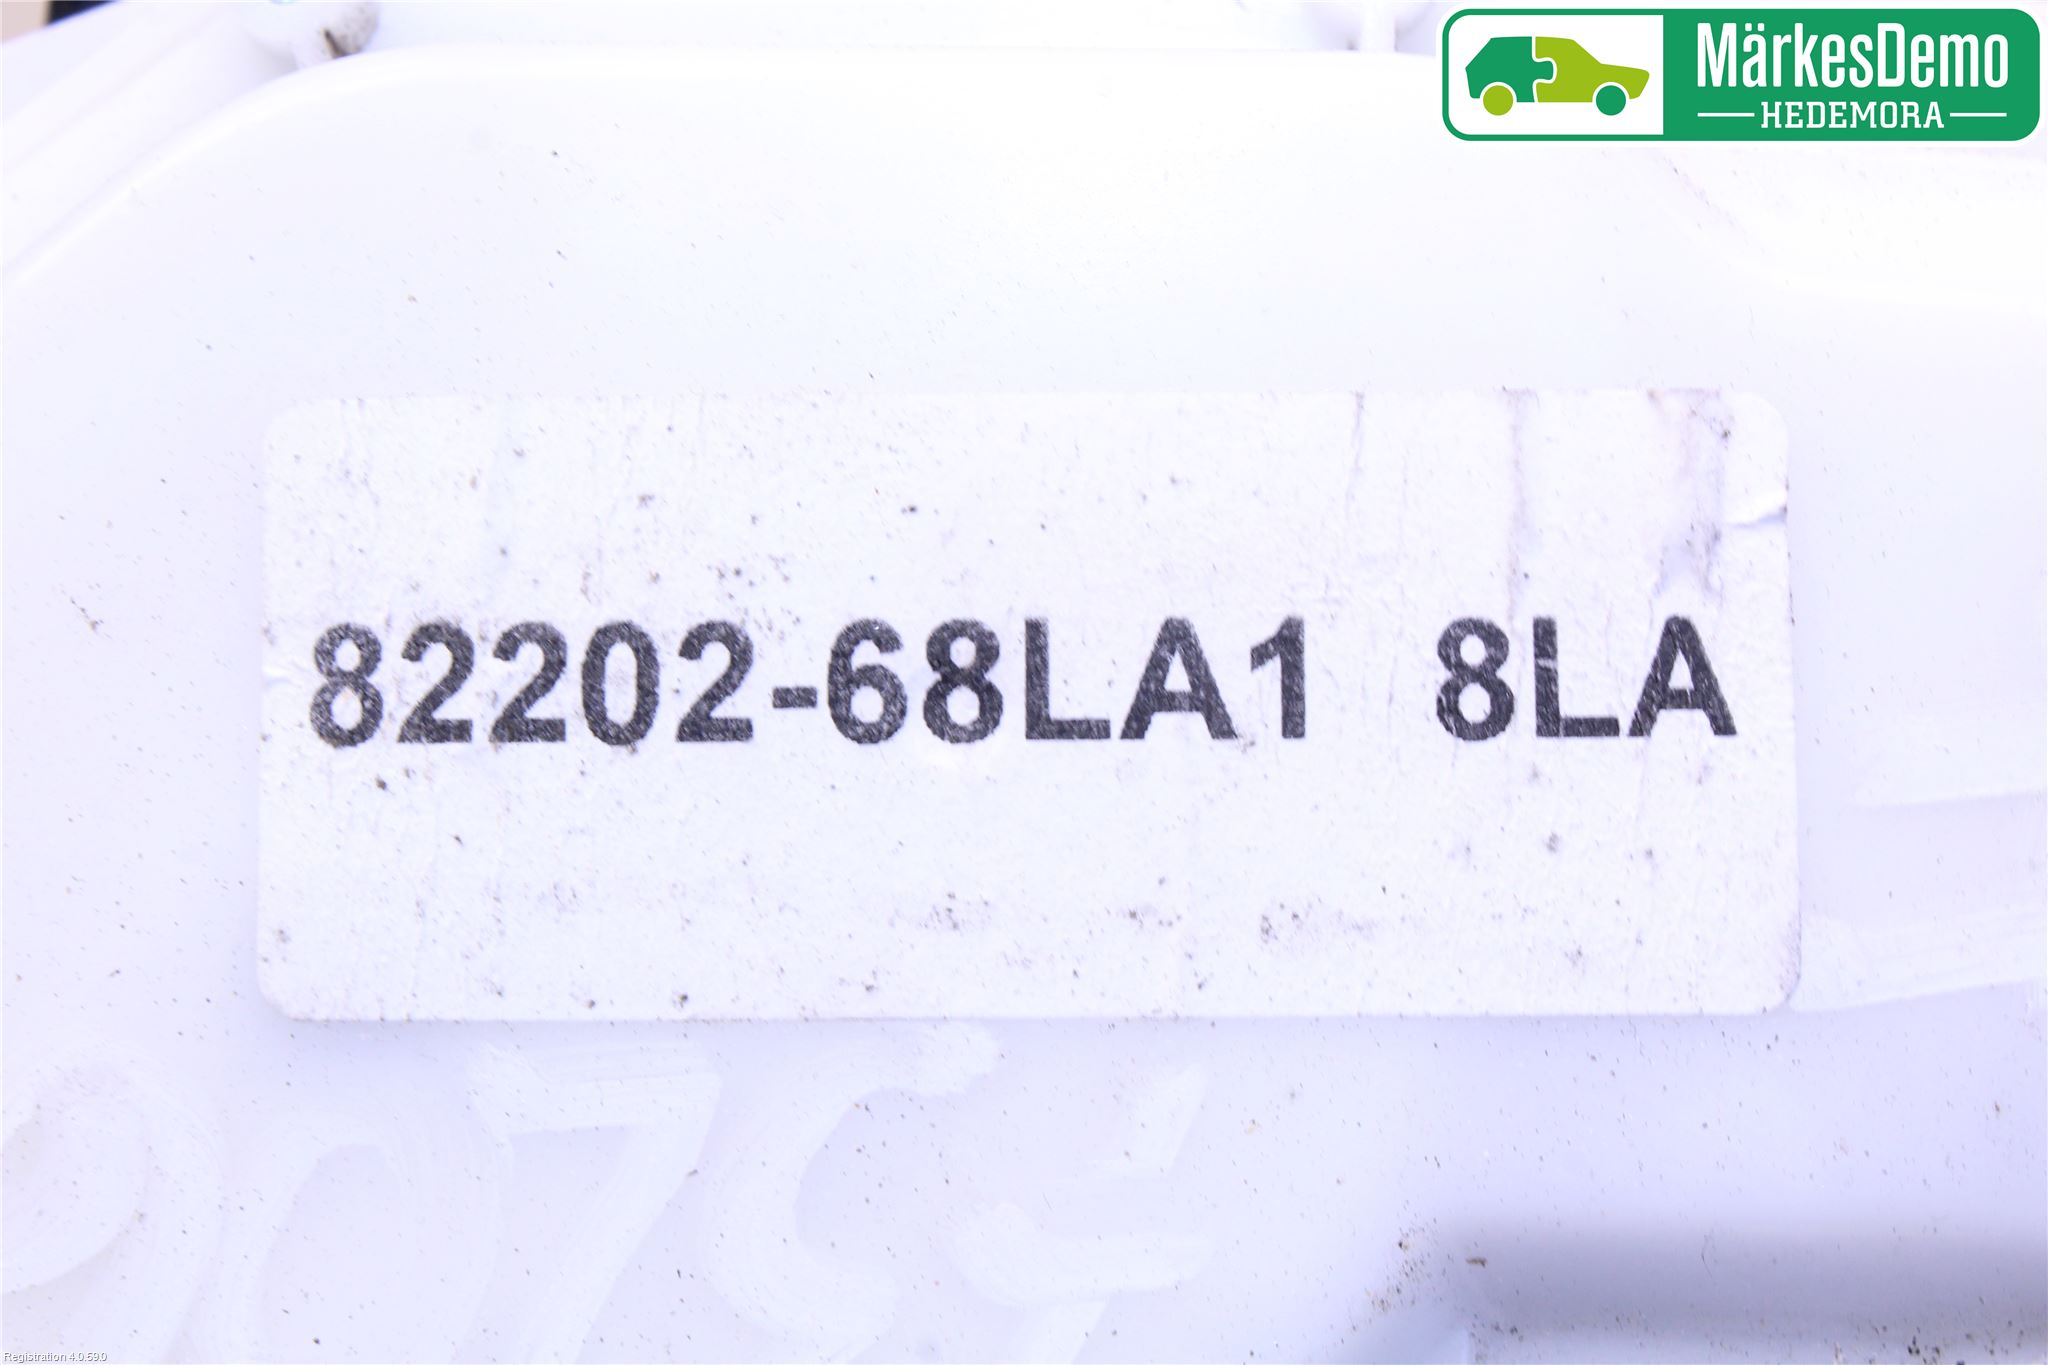 MärkesDemo
HEDEMORA
82202-68LA1 8LA
Registration 4.0.59.0